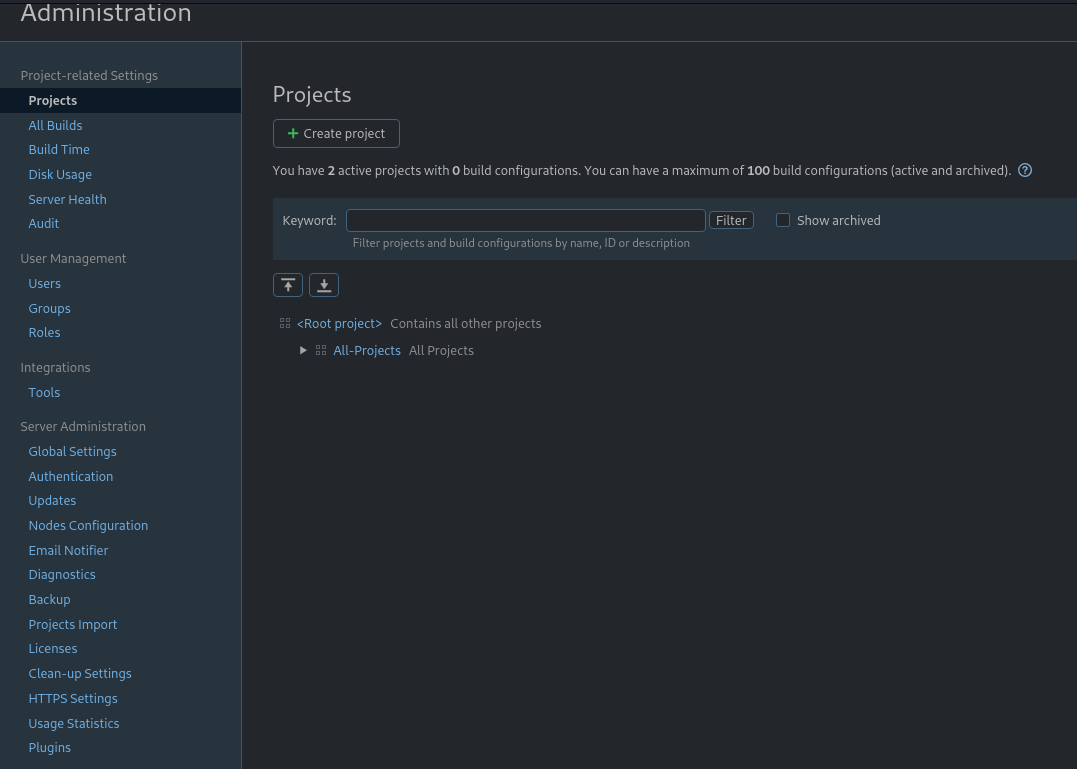 Administration
Project-related Settings
Projects
All Builds
Build Time
Disk Usage
Server Health
Audit
User Management
Users
Groups
Roles
Integrations
Tools
Server Administration
Global Settings
Authentication
Updates
Nodes Configuration
Email Notifier
Diagnostics
Backup
Projects Import
Licenses
Clean-up Settings
HTTPS Settings
Usage Statistics
Plugins
Projects
+ Create project
You have 2 active projects with 0 build configurations. You can have a maximum of 100 build configurations (active and archived). ?
Keyword: Filter Show archived
Filter projects and build configurations by name, ID or description
<Root project> Contains all other projects
All-Projects All Projects